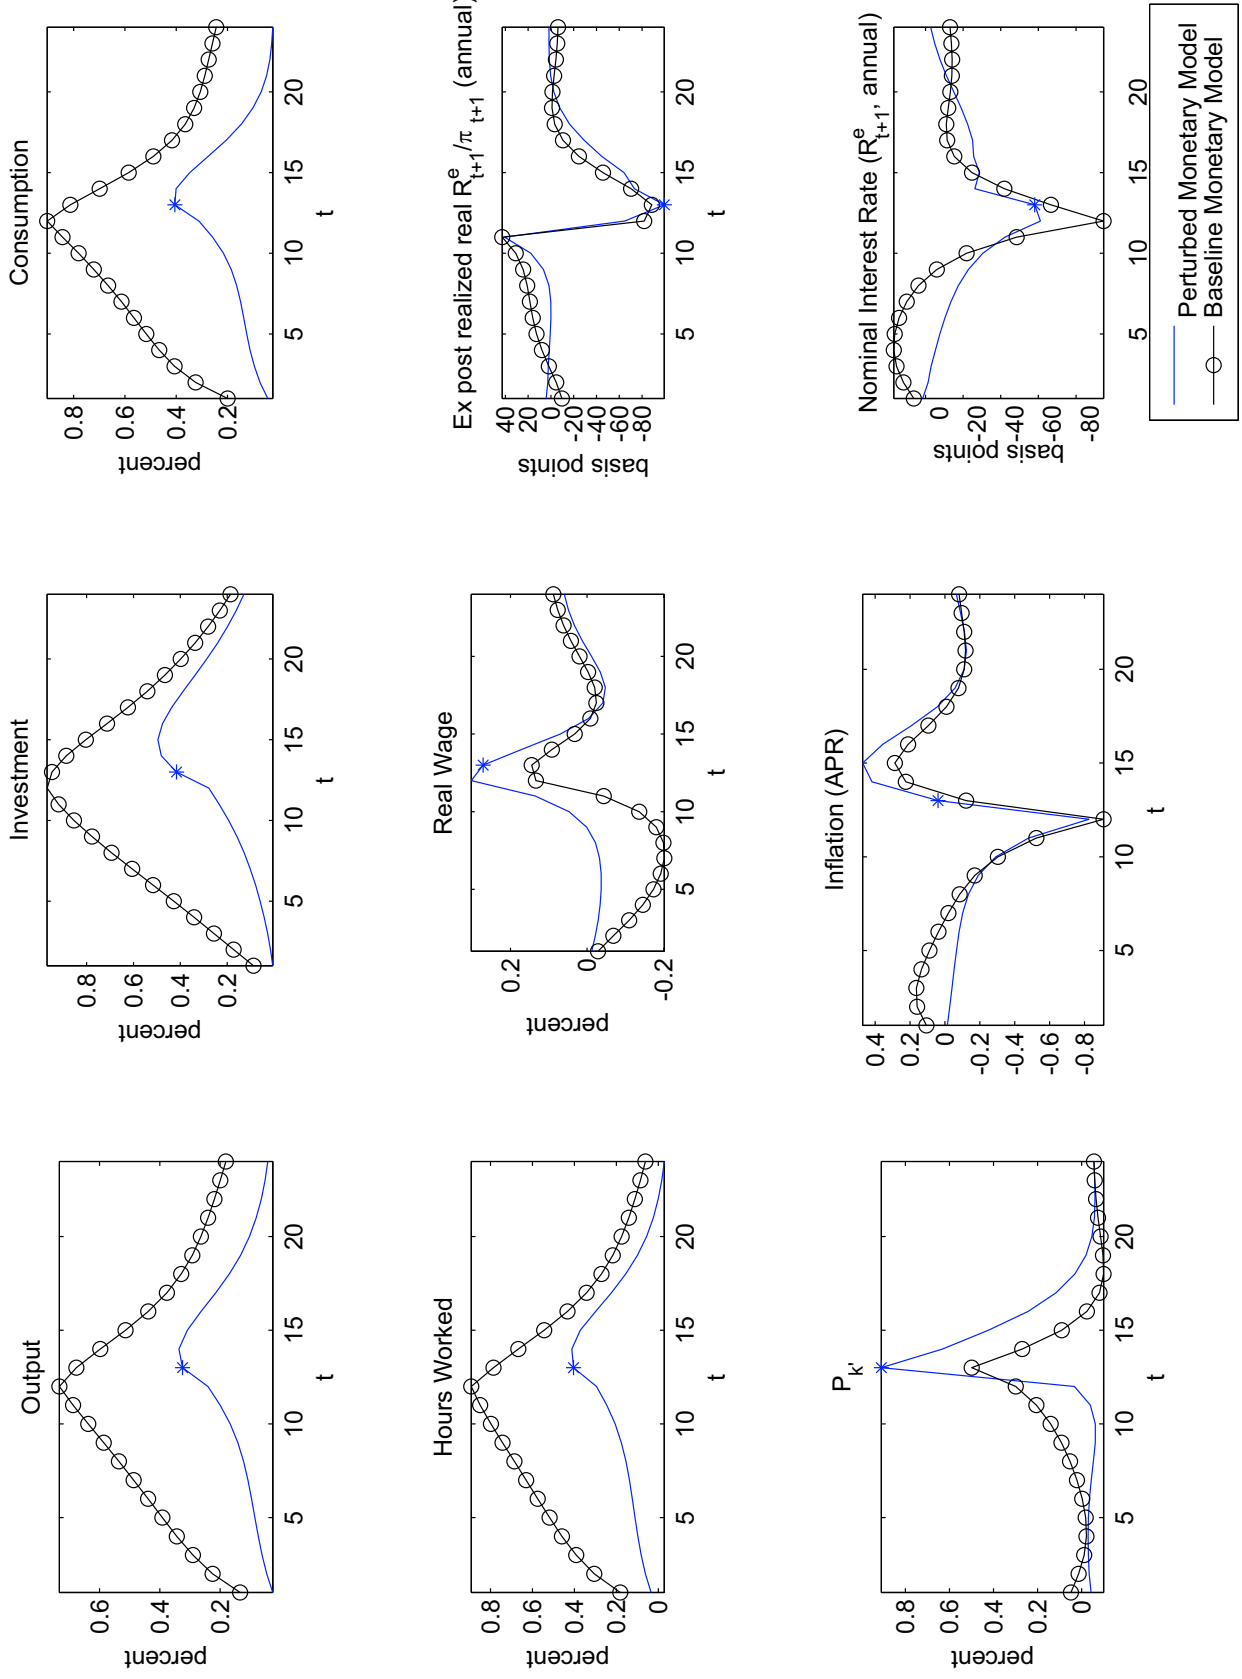 Output
percent
0.6
0.4
0.2
5
10
15
20
t
Investment
percent
0.8
0.6
0.4
0.2
5
10
15
20
t
Consumption
percent
0.8
0.6
0.4
0.2
5
10
15
20
t
Hours Worked
percent
0.8
0.6
0.4
0.2
0
5
10
15
20
t
Real Wage
percent
0.2
0
-0.2
5
10
15
20
t
Ex post realized real R^e_{t+1}/π_{t+1} (annual)
basis points
40
20
0
-20
-40
-60
-80
5
10
15
20
t
P_{k'}
percent
0.8
0.6
0.4
0.2
0
5
10
15
20
t
Inflation (APR)
0.4
0.2
0
-0.2
-0.4
-0.6
-0.8
5
10
15
20
t
Nominal Interest Rate (R^e_{t+1}, annual)
basis points
0
-20
-40
-60
-80
5
10
15
20
t
Perturbed Monetary Model
Baseline Monetary Model